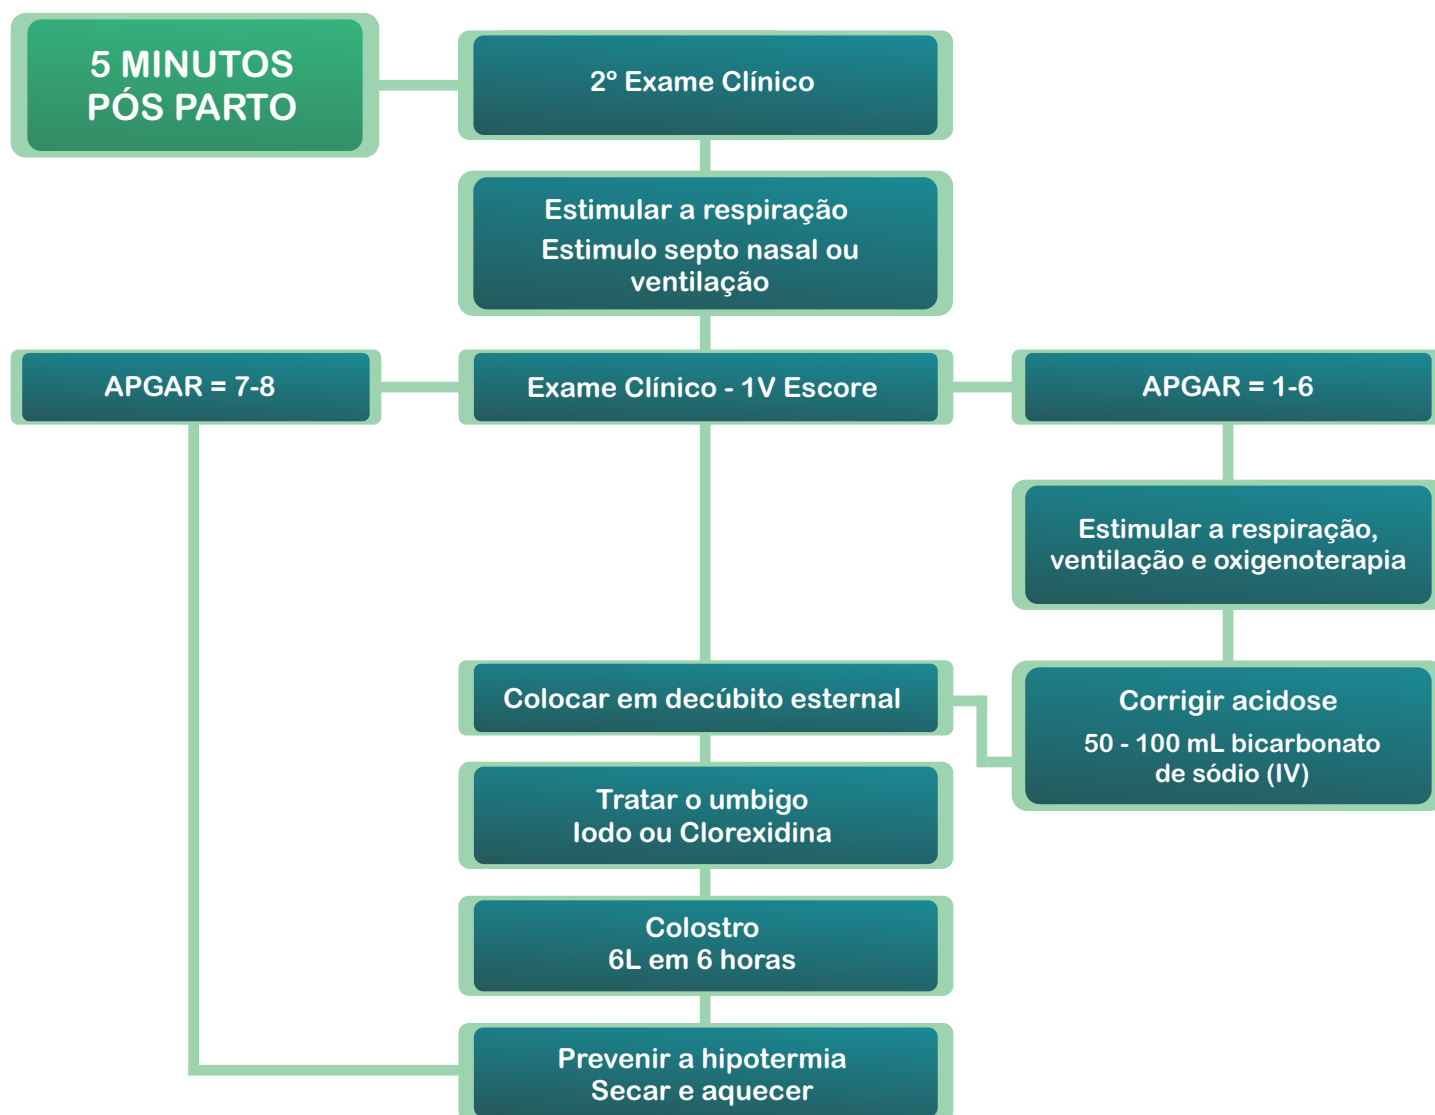 5 MINUTOS
PÓS PARTO
2º Exame Clínico
Estimular a respiração
Estimulo septo nasal ou
ventilação
APGAR = 7-8
Exame Clínico - 1V Escore
APGAR = 1-6
Estimular a respiração,
ventilação e oxigenoterapia
Colocar em decúbito esternal
Corrigir acidose
50 - 100 mL bicarbonato
de sódio (IV)
Tratar o umbigo
Iodo ou Clorexidina
Colostro
6L em 6 horas
Prevenir a hipotermia
Secar e aquecer